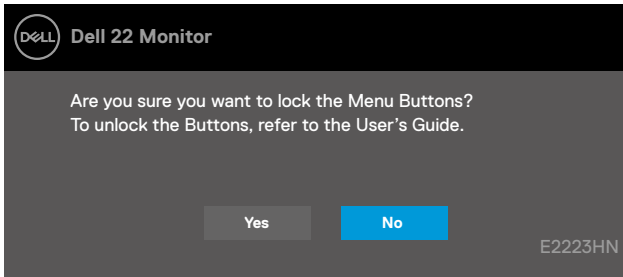 DELL Dell 22 Monitor
Are you sure you want to lock the Menu Buttons?
To unlock the Buttons, refer to the User's Guide.
Yes No
E2223HN